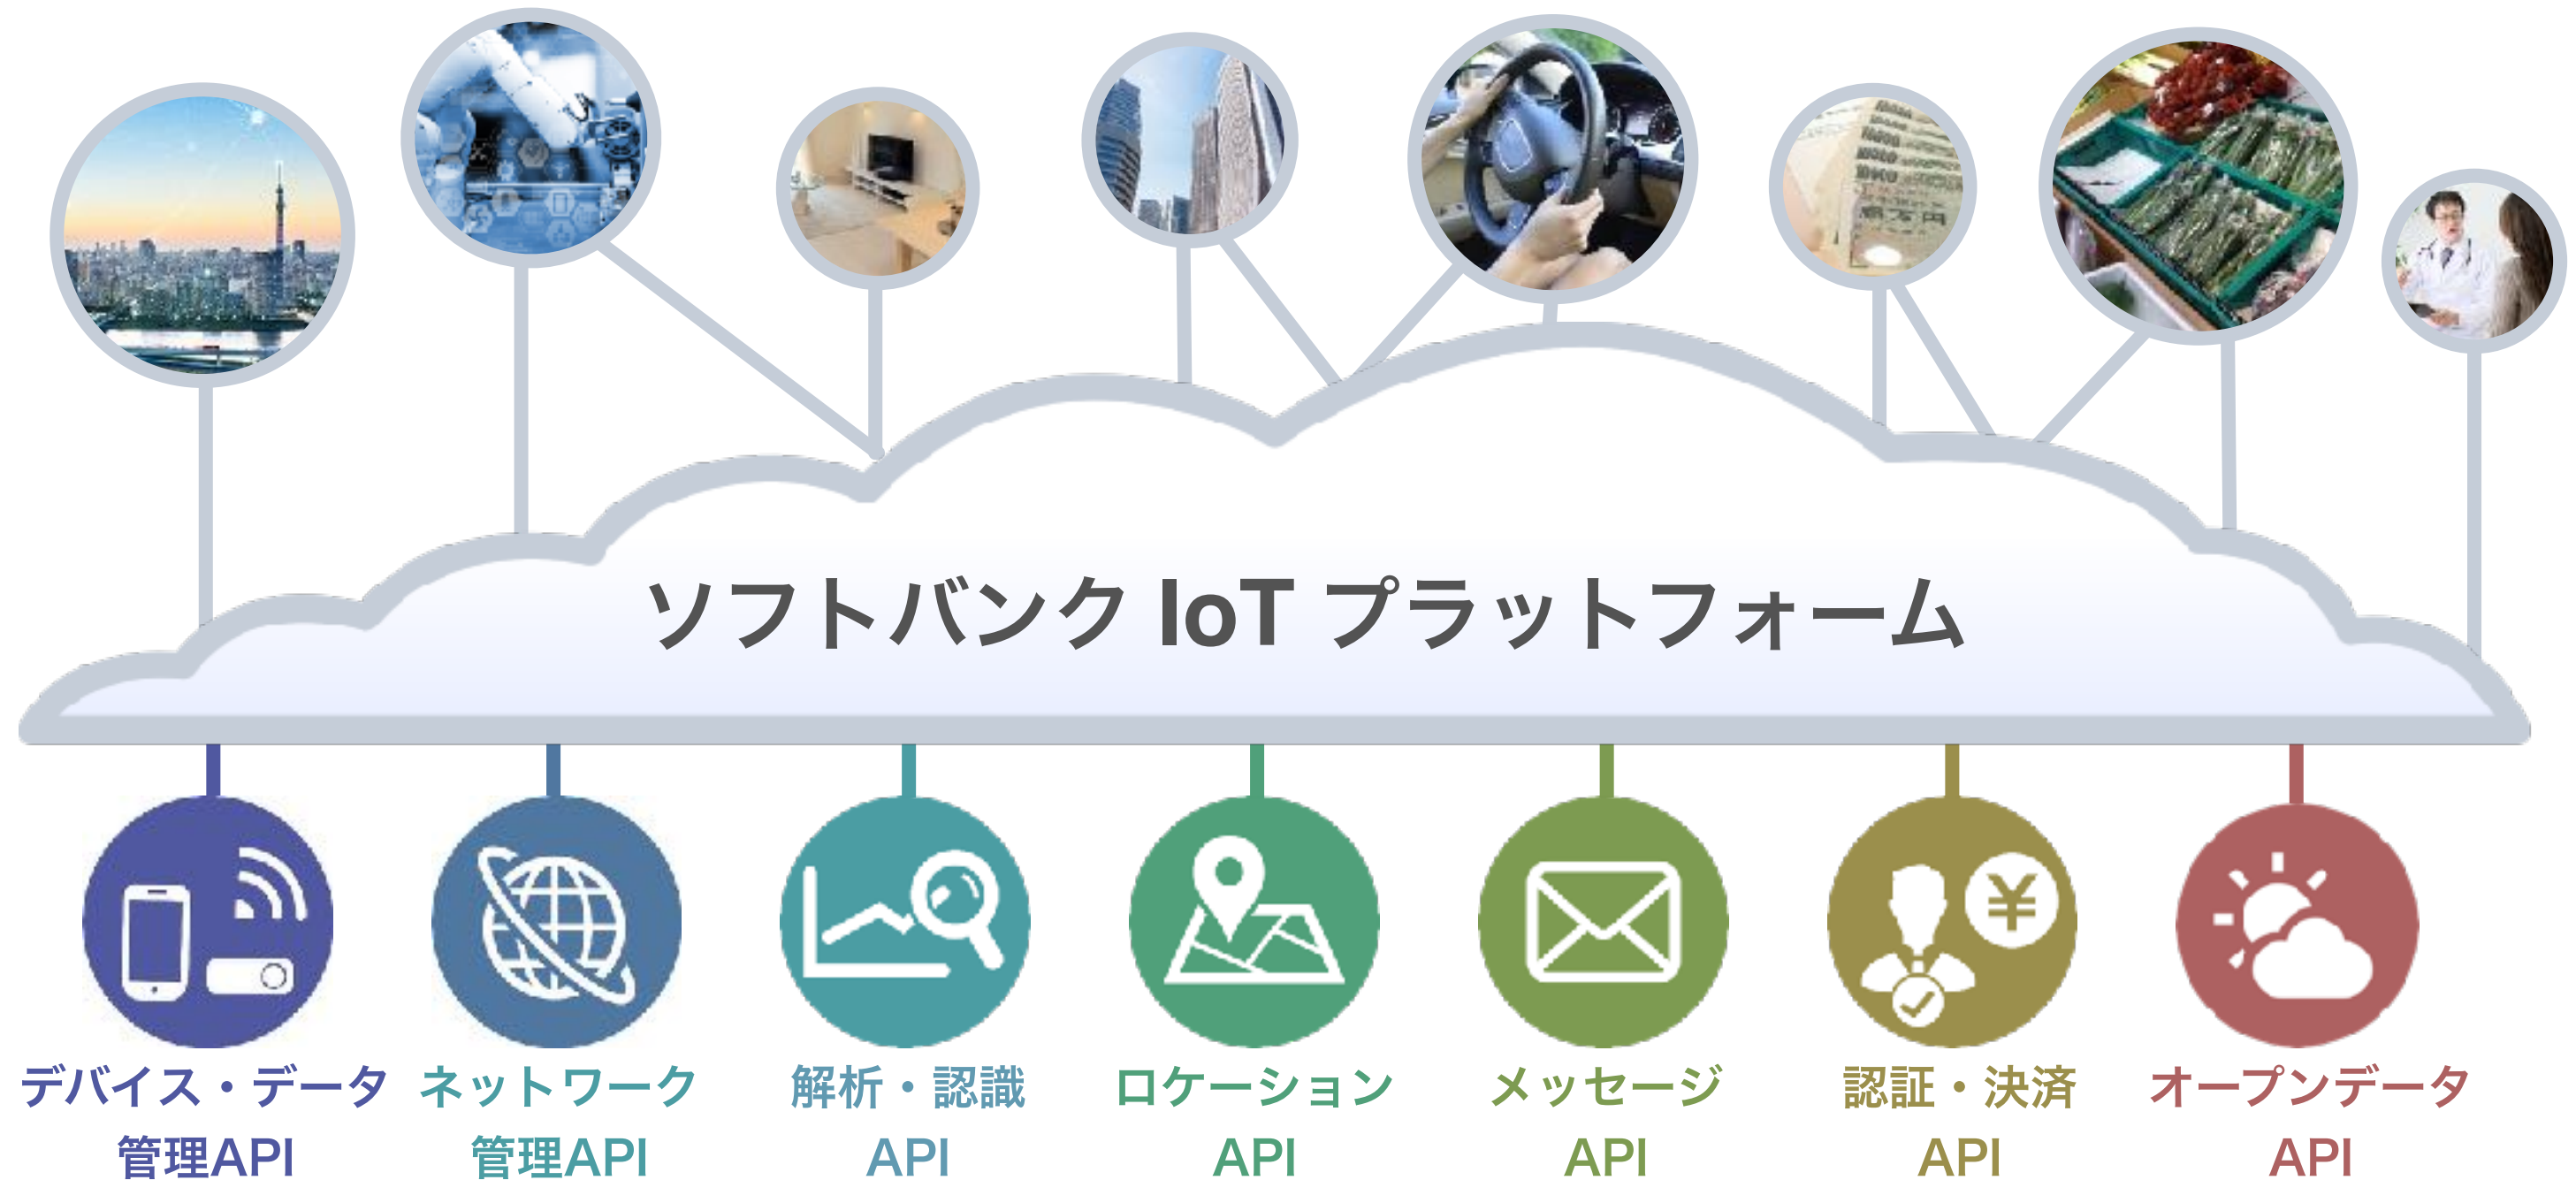 ソフトバンク IoT プラットフォーム
デバイス・データ
管理API
ネットワーク
管理API
解析・認識
API
ロケーション
API
メッセージ
API
認証・決済
API
オープンデータ
API